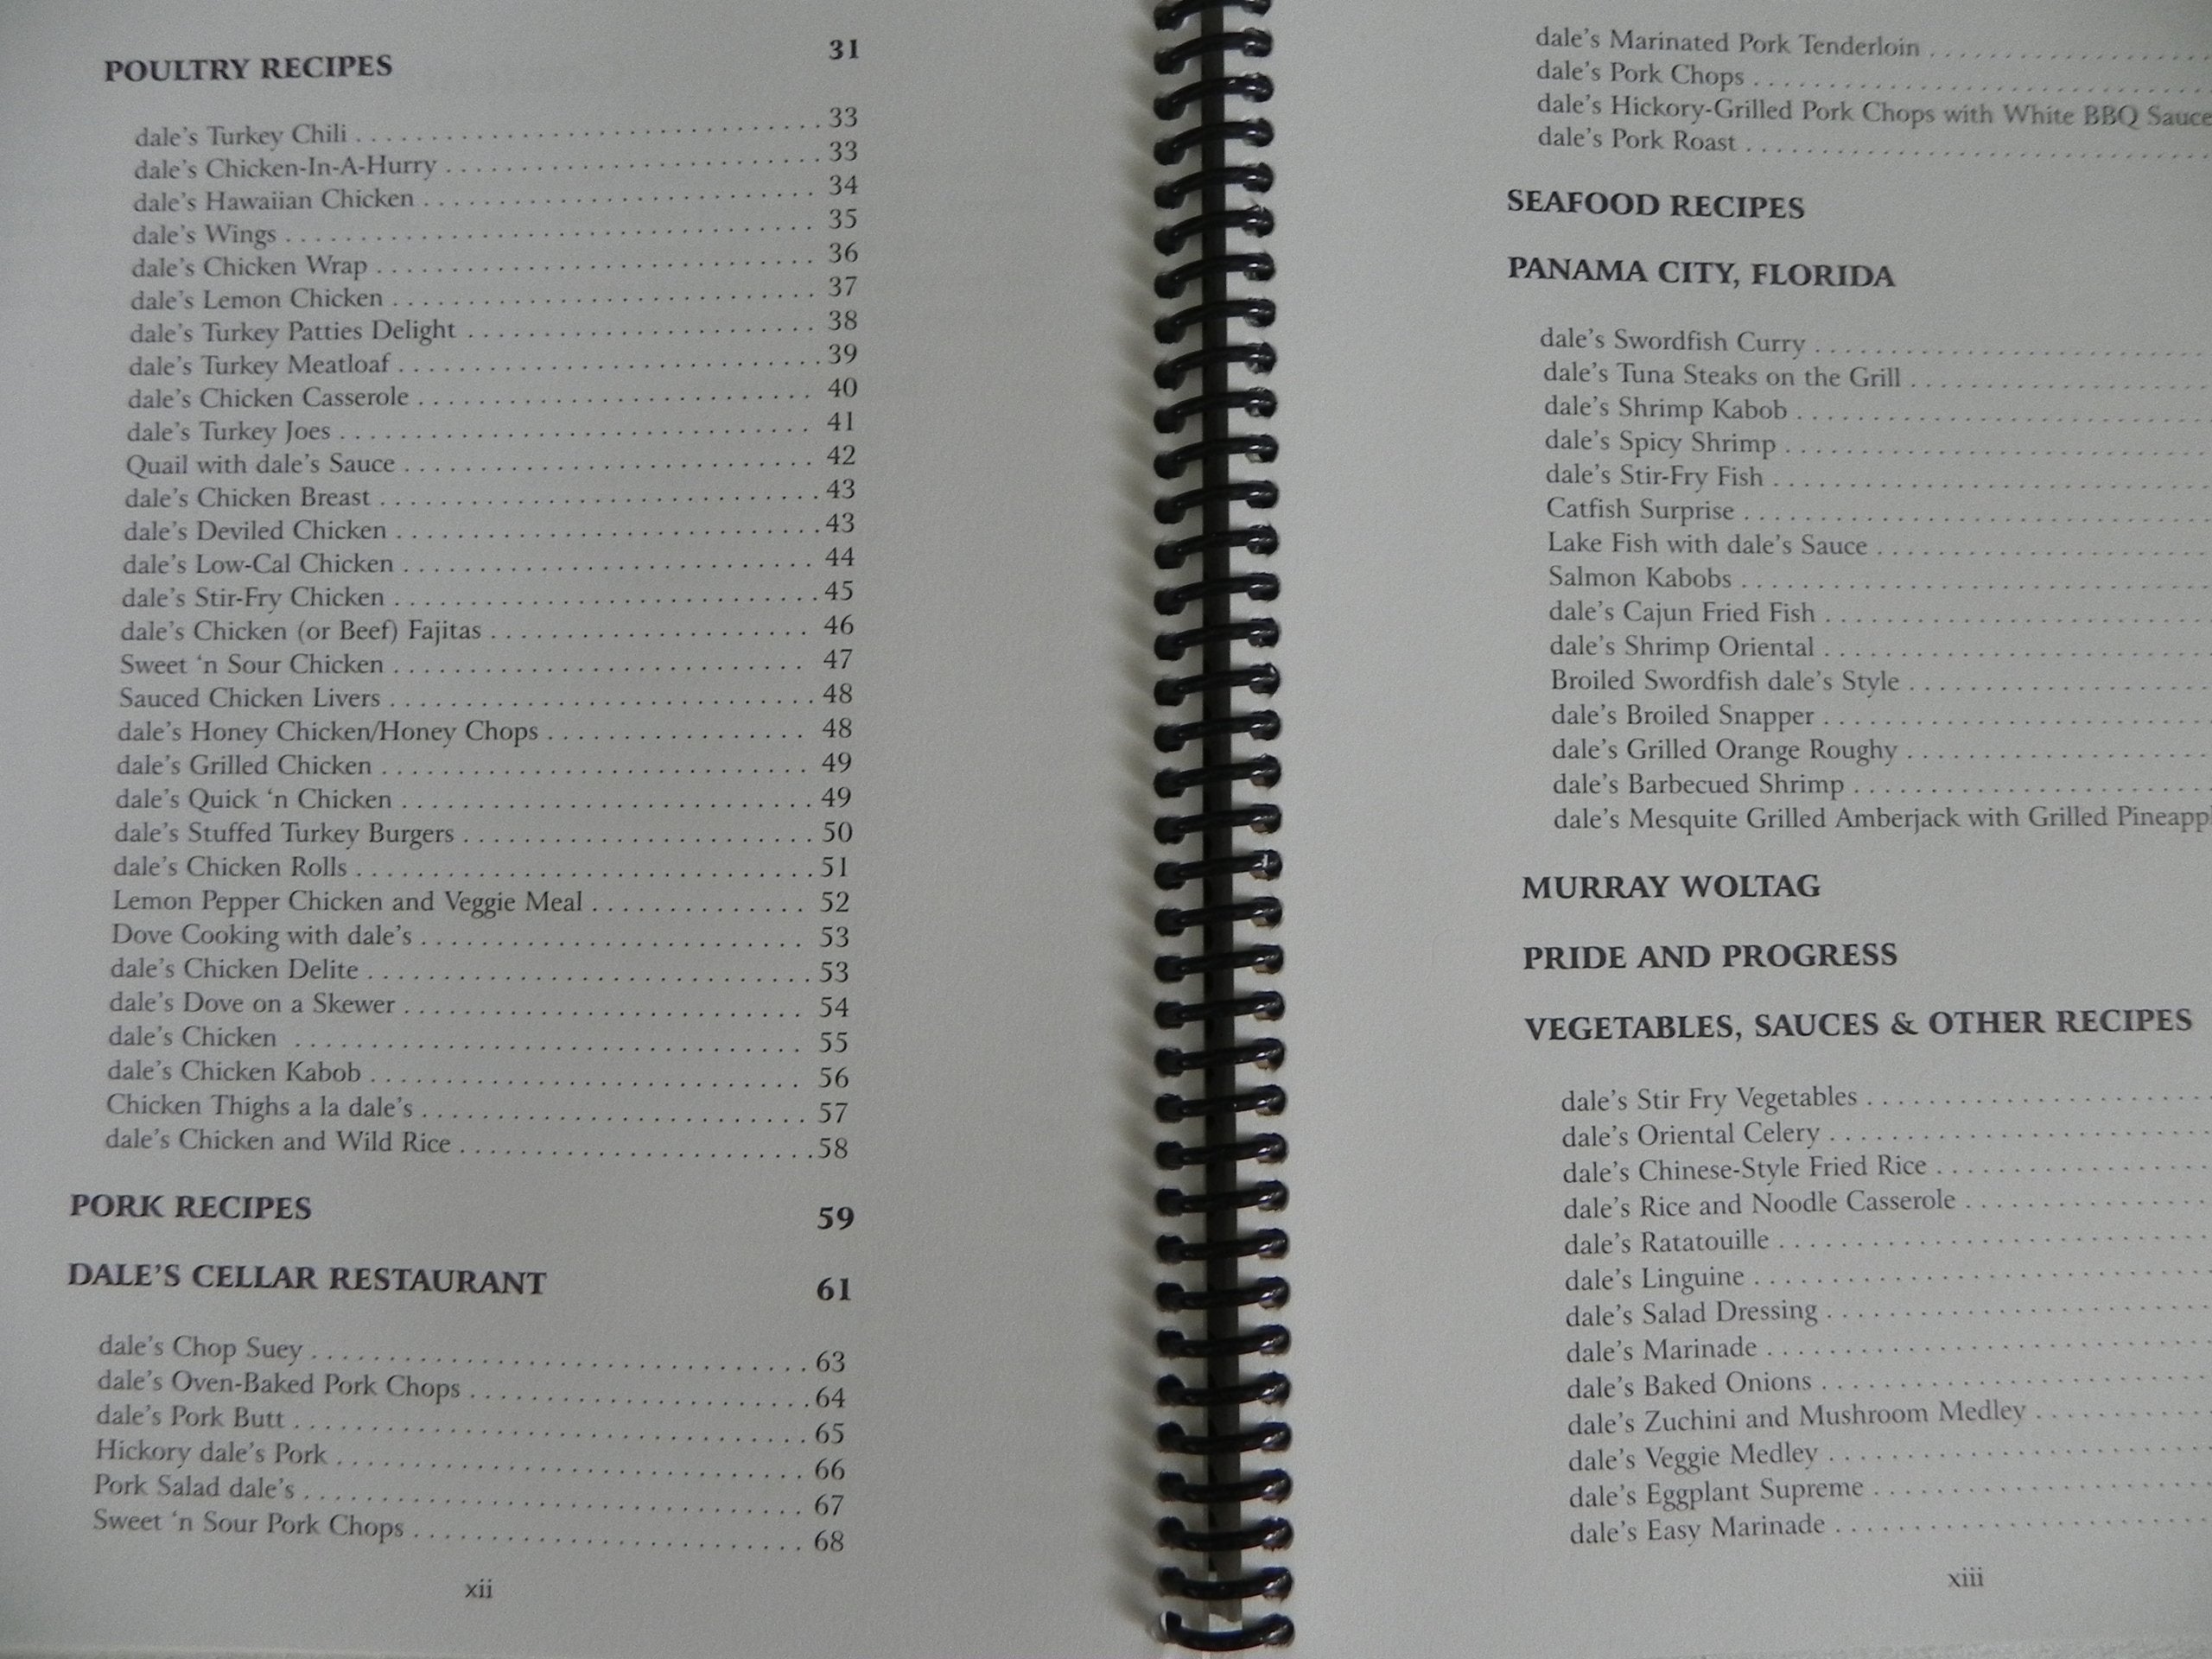 POULTRY RECIPES 31
dale's Turkey Chili . . . . . . . . . . 33
dale's Chicken-In-A-Hurry . . . . . . . . . . 33
dale's Hawaiian Chicken . . . . . . . . . . 34
dale's Wings . . . . . . . . . . 35
dale's Chicken Wrap . . . . . . . . . . 36
dale's Lemon Chicken . . . . . . . . . . 37
dale's Turkey Patties Delight . . . . . . . . . . 38
dale's Turkey Meatloaf . . . . . . . . . . 39
dale's Chicken Casserole . . . . . . . . . . 40
dale's Turkey Joes . . . . . . . . . . 41
Quail with dale's Sauce . . . . . . . . . . 42
dale's Chicken Breast . . . . . . . . . . 43
dale's Deviled Chicken . . . . . . . . . . 43
dale's Low-Cal Chicken . . . . . . . . . . 44
dale's Stir-Fry Chicken . . . . . . . . . . 45
dale's Chicken (or Beef) Fajitas . . . . . . . . . . 46
Sweet 'n Sour Chicken . . . . . . . . . . 47
Sauced Chicken Livers . . . . . . . . . . 48
dale's Honey Chicken/Honey Chops . . . . . . . . . . 48
dale's Grilled Chicken . . . . . . . . . . 49
dale's Quick 'n Chicken . . . . . . . . . . 49
dale's Stuffed Turkey Burgers . . . . . . . . . . 50
dale's Chicken Rolls . . . . . . . . . . 51
Lemon Pepper Chicken and Veggie Meal . . . . . . . . . . 52
Dove Cooking with dale's . . . . . . . . . . 53
dale's Chicken Delite . . . . . . . . . . 53
dale's Dove on a Skewer . . . . . . . . . . 54
dale's Chicken . . . . . . . . . . 55
dale's Chicken Kabob . . . . . . . . . . 56
Chicken Thighs a la dale's . . . . . . . . . . 57
dale's Chicken and Wild Rice . . . . . . . . . . 58
PORK RECIPES 59
DALE'S CELLAR RESTAURANT 61
dale's Chop Suey . . . . . . . . . . 63
dale's Oven-Baked Pork Chops . . . . . . . . . . 64
dale's Pork Butt . . . . . . . . . . 65
Hickory dale's Pork . . . . . . . . . . 66
Pork Salad dale's . . . . . . . . . . 67
Sweet 'n Sour Pork Chops . . . . . . . . . . 68
xii
dale's Marinated Pork Tenderloin . . . . . . . . . .
dale's Pork Chops . . . . . . . . . .
dale's Hickory-Grilled Pork Chops with White BBQ Sauce
dale's Pork Roast . . . . . . . . . .
SEAFOOD RECIPES
PANAMA CITY, FLORIDA
dale's Swordfish Curry . . . . . . . . . .
dale's Tuna Steaks on the Grill . . . . . . . . . .
dale's Shrimp Kabob . . . . . . . . . .
dale's Spicy Shrimp . . . . . . . . . .
dale's Stir-Fry Fish . . . . . . . . . .
Catfish Surprise . . . . . . . . . .
Lake Fish with dale's Sauce . . . . . . . . . .
Salmon Kabobs . . . . . . . . . .
dale's Cajun Fried Fish . . . . . . . . . .
dale's Shrimp Oriental . . . . . . . . . .
Broiled Swordfish dale's Style . . . . . . . . . .
dale's Broiled Snapper . . . . . . . . . .
dale's Grilled Orange Roughy . . . . . . . . . .
dale's Barbecued Shrimp . . . . . . . . . .
dale's Mesquite Grilled Amberjack with Grilled Pineapp
MURRAY WOLTAG
PRIDE AND PROGRESS
VEGETABLES, SAUCES & OTHER RECIPES
dale's Stir Fry Vegetables . . . . . . . . . .
dale's Oriental Celery . . . . . . . . . .
dale's Chinese-Style Fried Rice . . . . . . . . . .
dale's Rice and Noodle Casserole . . . . . . . . . .
dale's Ratatouille . . . . . . . . . .
dale's Linguine . . . . . . . . . .
dale's Salad Dressing . . . . . . . . . .
dale's Marinade . . . . . . . . . .
dale's Baked Onions . . . . . . . . . .
dale's Zuchini and Mushroom Medley . . . . . . . . . .
dale's Veggie Medley . . . . . . . . . .
dale's Eggplant Supreme . . . . . . . . . .
dale's Easy Marinade . . . . . . . . . .
xiii